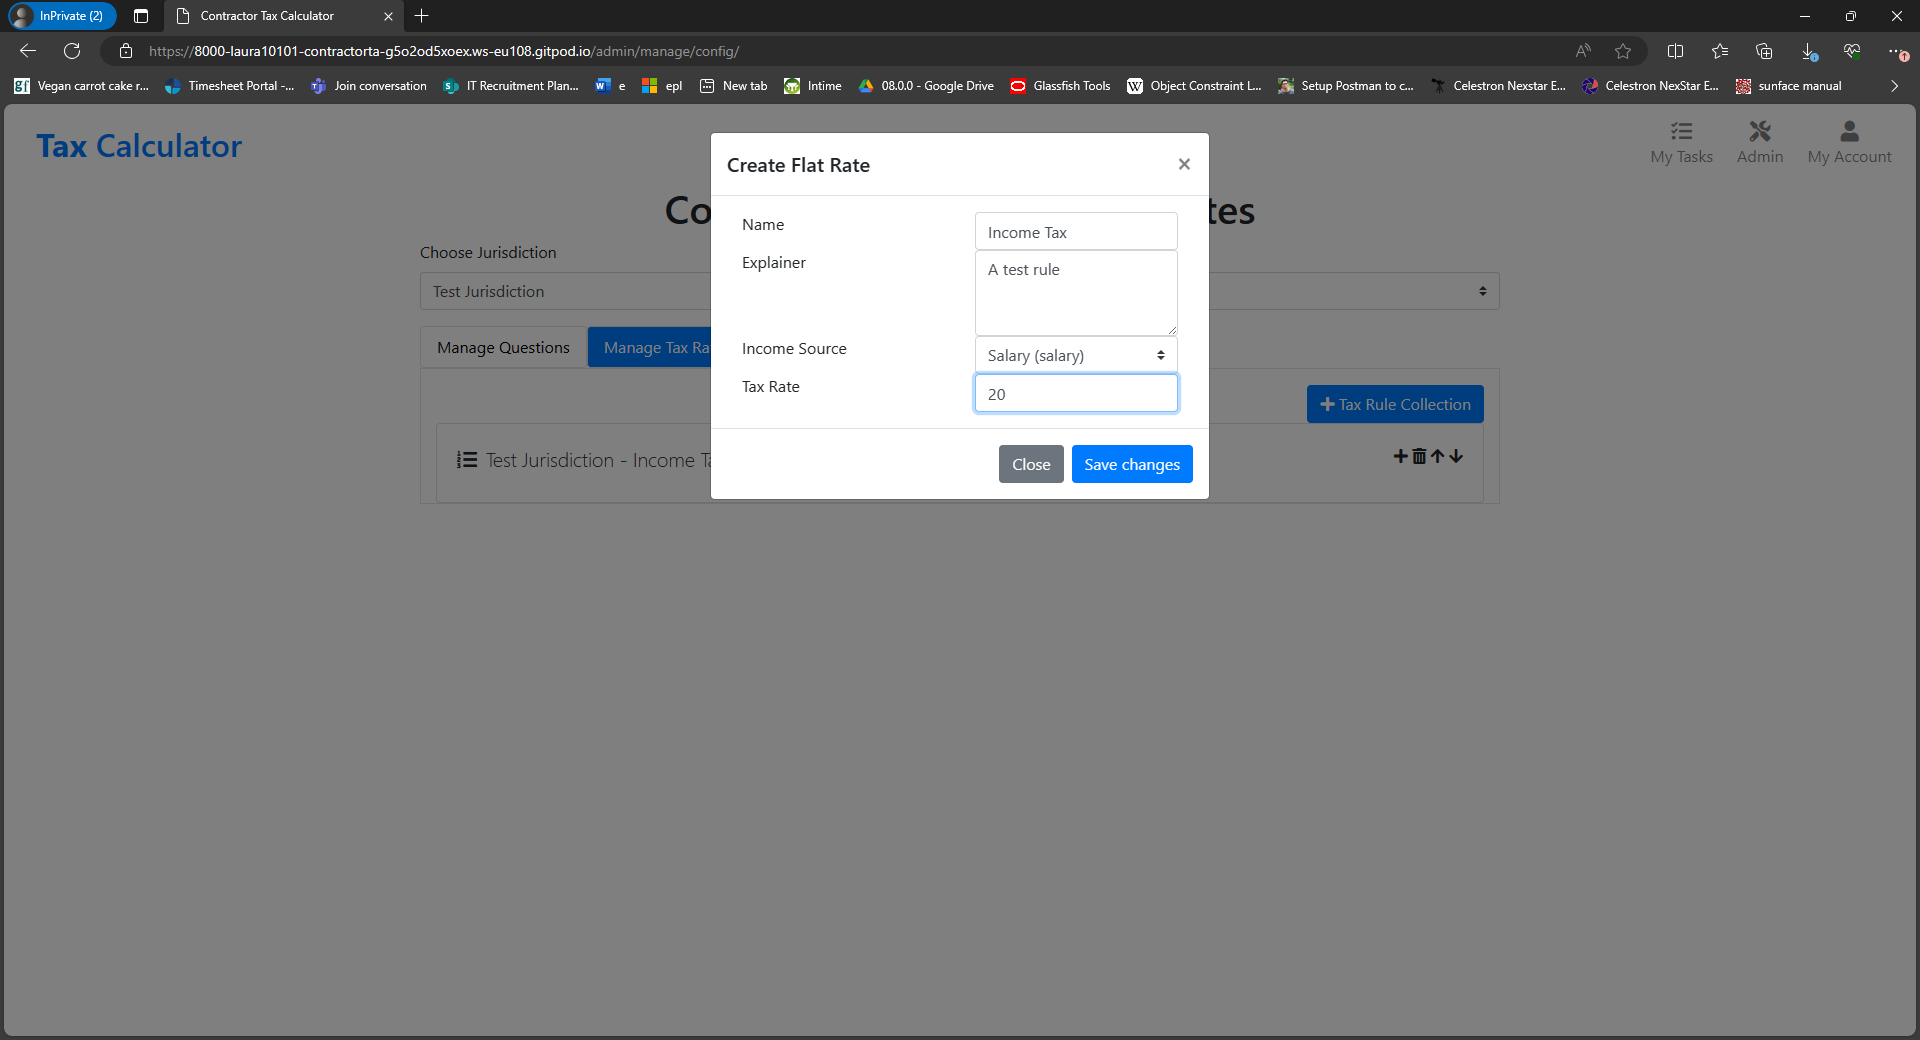 InPrivate (2)
Contractor Tax Calculator
https://8000-laura10101-contractorta-g5o2od5xoex.ws-eu108.gitpod.io/admin/manage/config/
Vegan carrot cake r... Timesheet Portal -... Join conversation IT Recruitment Plan... e epl New tab Intime 08.0.0 - Google Drive Glassfish Tools Object Constraint L... Setup Postman to c... Celestron Nexstar E... Celestron NexStar E... sunface manual
Tax Calculator
My Tasks Admin My Account
Co
tes
Choose Jurisdiction
Test Jurisdiction
Manage Questions
Manage Tax Ra
Tax Rule Collection
Test Jurisdiction - Income Ta
Create Flat Rate
Name
Income Tax
Explainer
A test rule
Income Source
Salary (salary)
Tax Rate
20
Close
Save changes